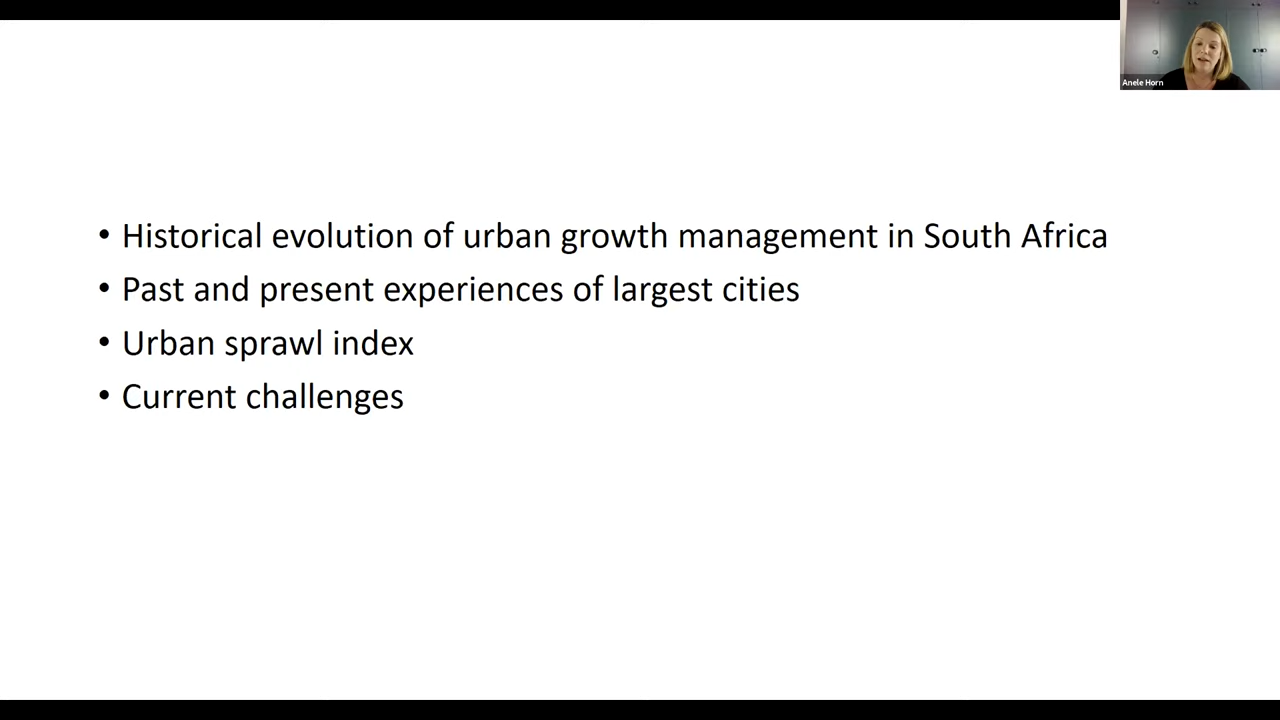 Anele Horn
• Historical evolution of urban growth management in South Africa
• Past and present experiences of largest cities
• Urban sprawl index
• Current challenges